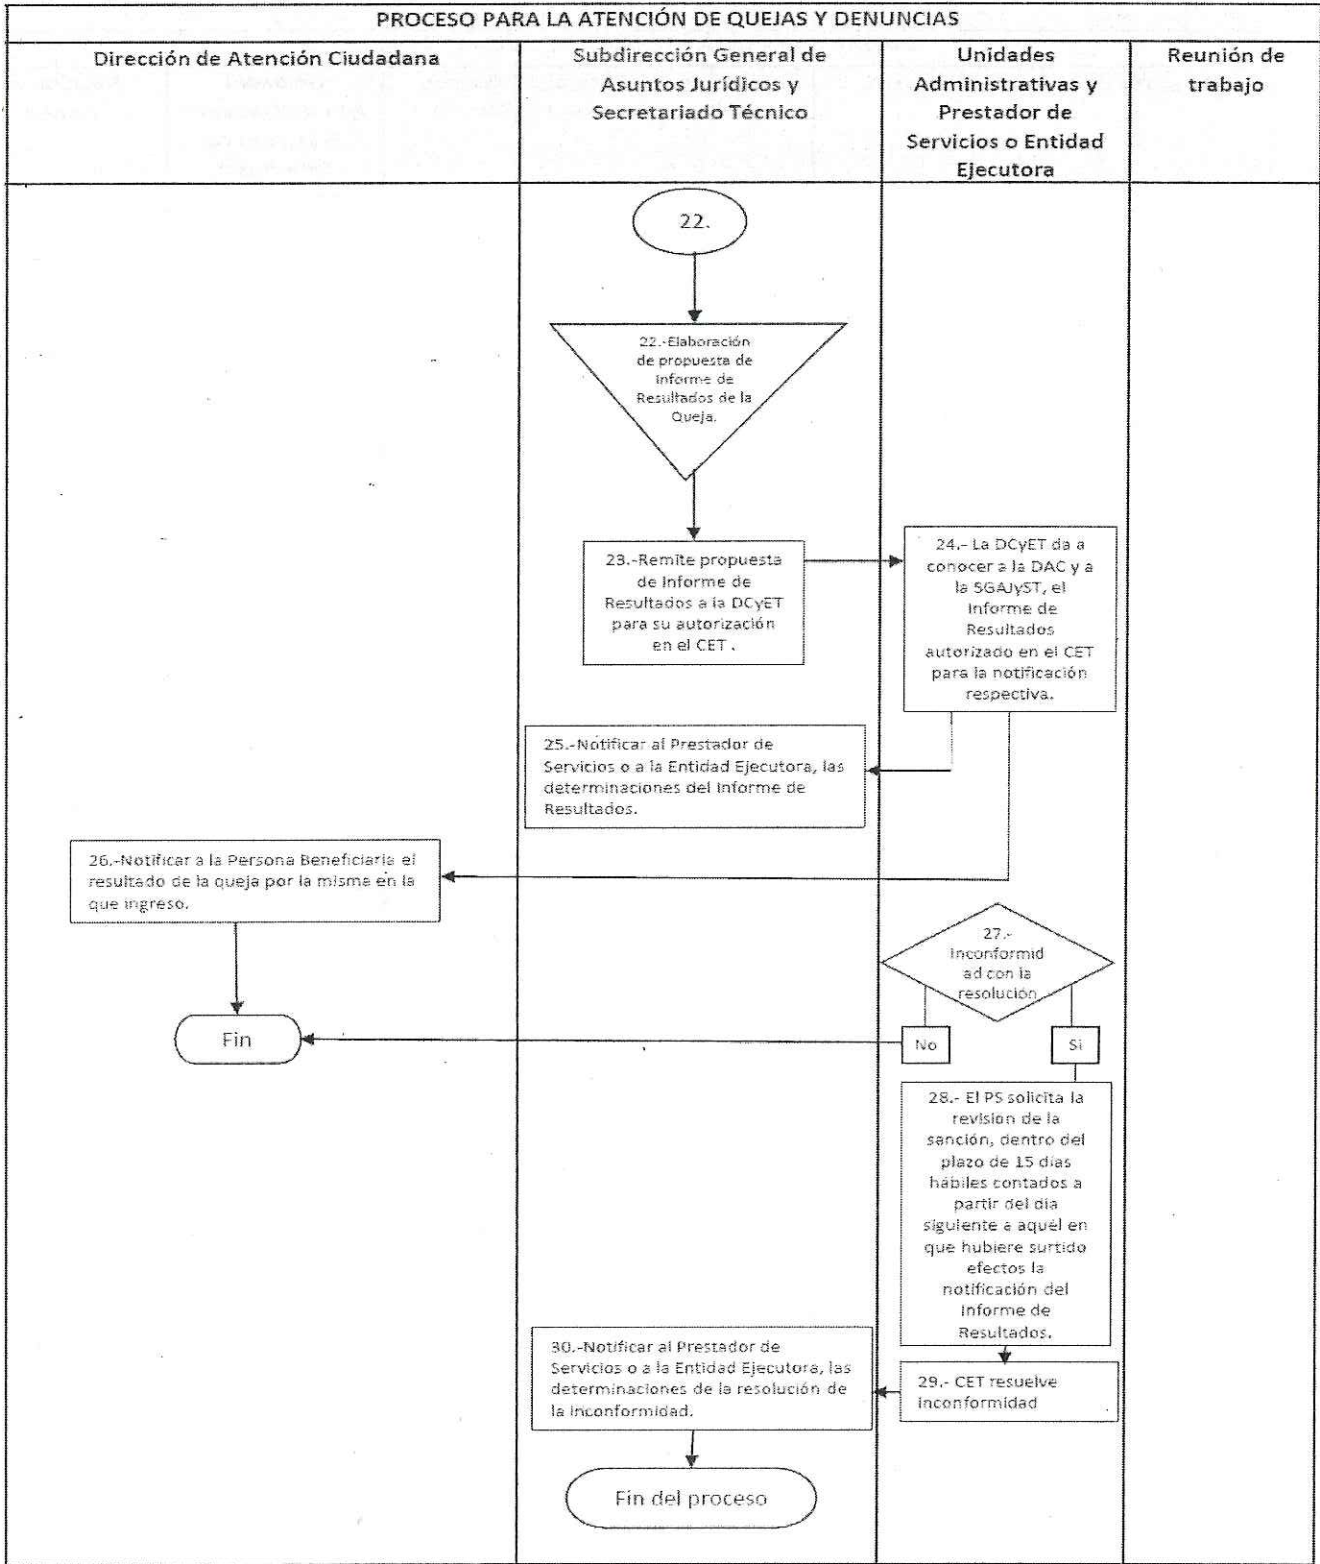 PROCESO PARA LA ATENCIÓN DE QUEJAS Y DENUNCIAS
Dirección de Atención Ciudadana
Subdirección General de
Asuntos Jurídicos y
Secretariado Técnico
Unidades
Administrativas y
Prestador de
Servicios o Entidad
Ejecutora
Reunión de
trabajo
22.
22.-Elaboración
de propuesta de
Informe de
Resultados de la
Queja.
23.-Remite propuesta
de Informe de
Resultados a la DCyET
para su autorización
en el CET .
24.- La DCyET da a
conocer a la DAC y a
la SGAJyST, el
Informe de
Resultados
autorizado en el CET
para la notificación
respectiva.
25.-Notificar al Prestador de
Servicios o a la Entidad Ejecutora, las
determinaciones del Informe de
Resultados.
26.-Notificar a la Persona Beneficiaria el
resultado de la queja por la misma en la
que ingreso.
27.-
Inconformid
ad con la
resolución
Fin
No
Si
28.- El PS solicita la
revisión de la
sanción, dentro del
plazo de 15 días
hábiles contados a
partir del día
siguiente a aquél en
que hubiere surtido
efectos la
notificación del
Informe de
Resultados.
29.- CET resuelve
inconformidad
30.-Notificar al Prestador de
Servicios o a la Entidad Ejecutora, las
determinaciones de la resolución de
la inconformidad.
Fin del proceso